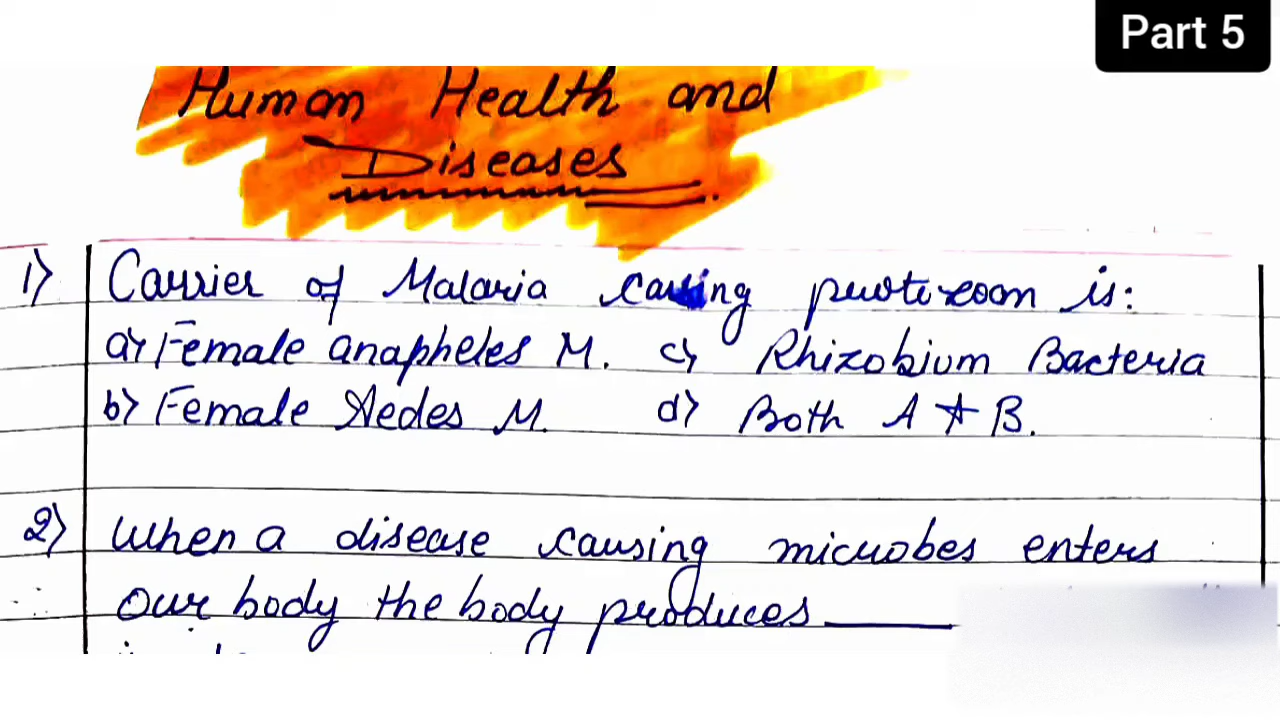 Part 5
Human Health and
Diseases
1) Carrier of Malaria causing protozoan is:
a) Female anapheles M. c) Rhizobium Bacteria
b) Female Aedes M. d) Both A & B.
2) When a disease causing microbes enters
our body the body produces ______